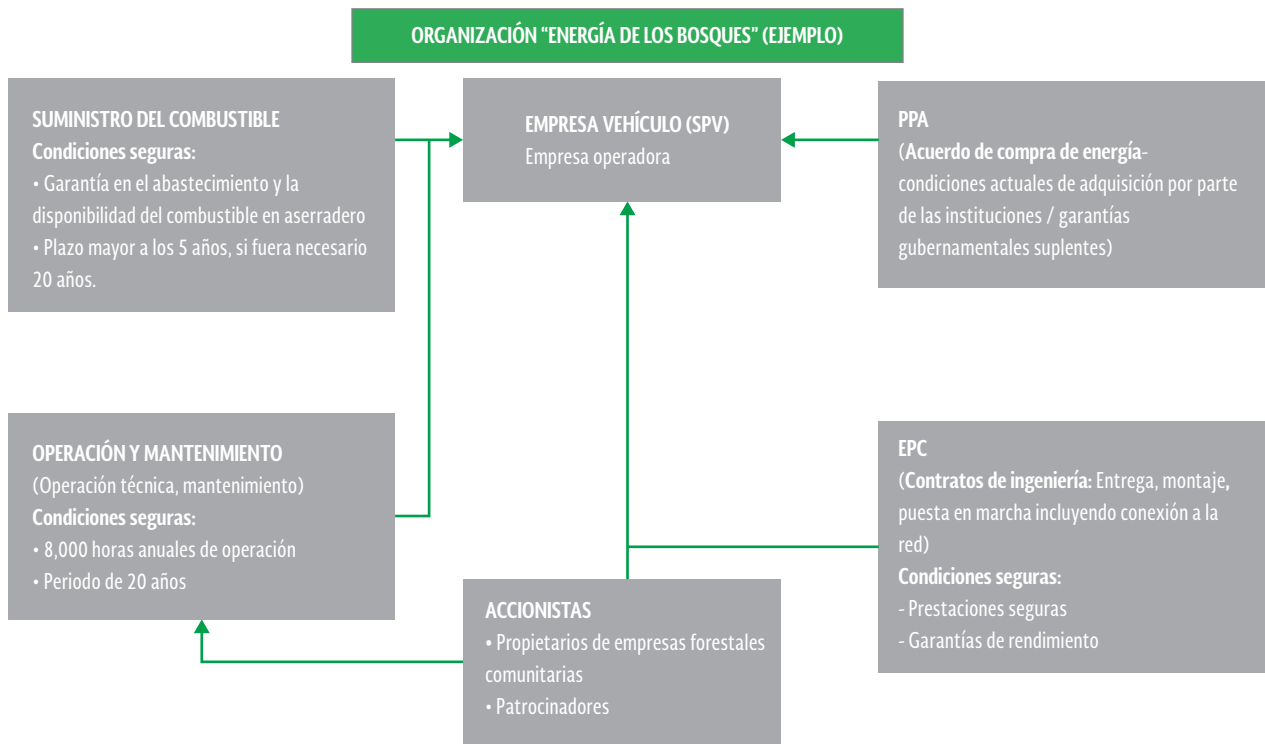 ORGANIZACIÓN “ENERGÍA DE LOS BOSQUES” (EJEMPLO)
SUMINISTRO DEL COMBUSTIBLE
Condiciones seguras:
• Garantía en el abastecimiento y la
disponibilidad del combustible en aserradero
• Plazo mayor a los 5 años, si fuera necesario
20 años.
EMPRESA VEHÍCULO (SPV)
Empresa operadora
PPA
(Acuerdo de compra de energía-
condiciones actuales de adquisición por parte
de las instituciones / garantías
gubernamentales suplentes)
OPERACIÓN Y MANTENIMIENTO
(Operación técnica, mantenimiento)
Condiciones seguras:
• 8,000 horas anuales de operación
• Periodo de 20 años
ACCIONISTAS
• Propietarios de empresas forestales
comunitarias
• Patrocinadores
EPC
(Contratos de ingeniería: Entrega, montaje,
puesta en marcha incluyendo conexión a la
red)
Condiciones seguras:
- Prestaciones seguras
- Garantías de rendimiento